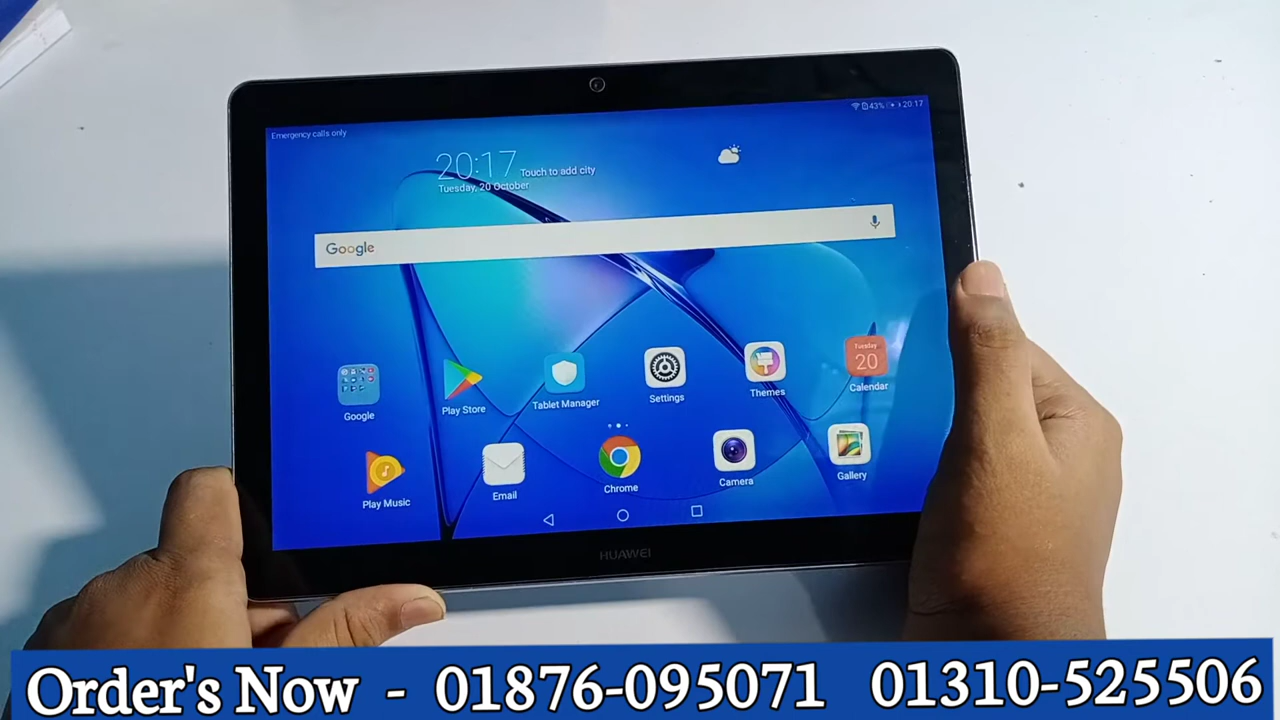 Emergency calls only
43% 20:17
20:17 Touch to add city
Tuesday, 20 October
Google
Tuesday
20
Google
Play Store
Tablet Manager
Settings
Themes
Calendar
Play Music
Email
Chrome
Camera
Gallery
HUAWEI
Order's Now - 01876-095071 01310-525506